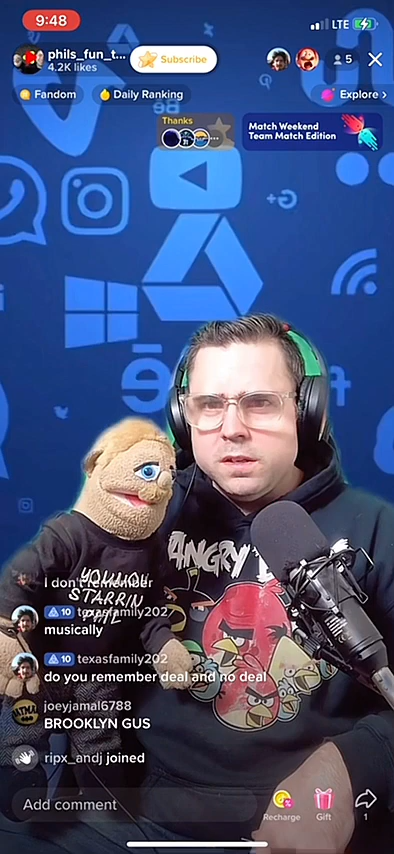 9:48
LTE
phils_fun_t...
4.2K likes
Subscribe
5
Fandom
Daily Ranking
Explore
Thanks
Match Weekend
Team Match Edition
ANGRY
i don't remember
STARRIN
PHIL
10 texasfamily202
musically
10 texasfamily202
do you remember deal and no deal
joeyjamal6788
BROOKLYN GUS
ripx_andj joined
Add comment
Recharge
Gift
1